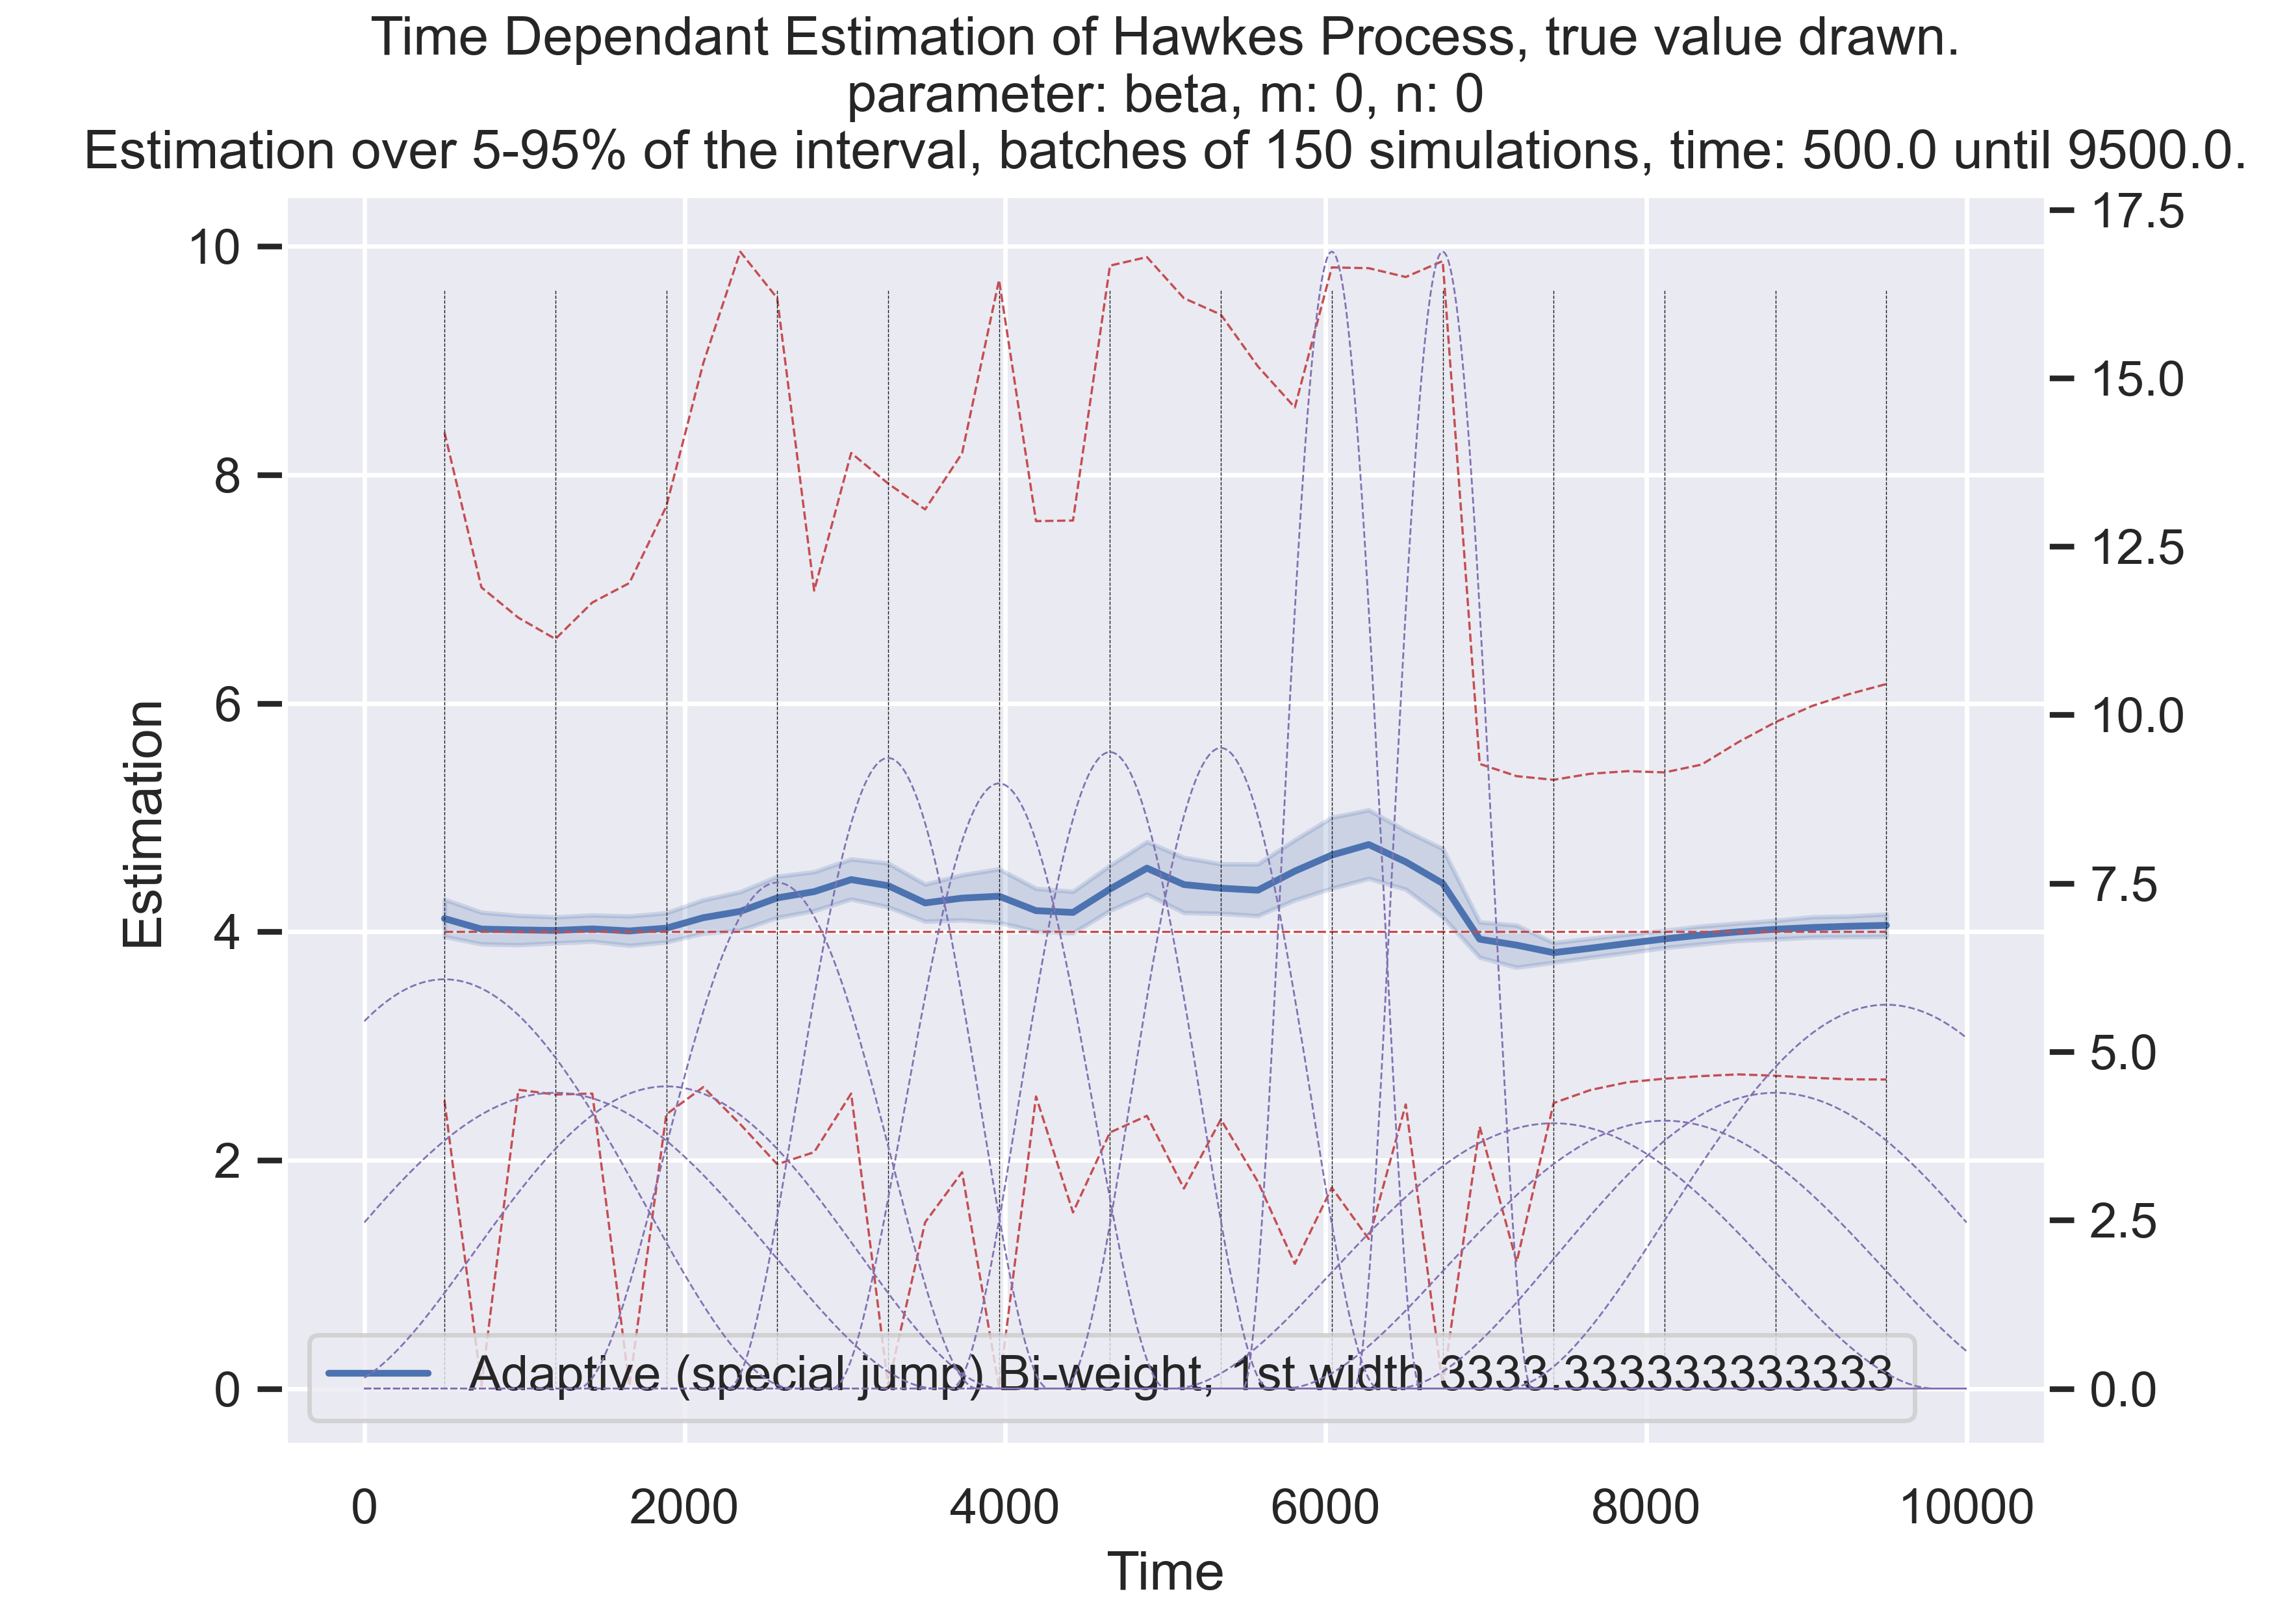 Time Dependant Estimation of Hawkes Process, true value drawn.
parameter: beta, m: 0, n: 0
Estimation over 5-95% of the interval, batches of 150 simulations, time: 500.0 until 9500.0.
10
8
6
4
2
0
Estimation
17.5
15.0
12.5
10.0
7.5
5.0
2.5
0.0
Adaptive (special jump) Bi-weight, 1st width 3333.3333333333333
0 2000 4000 6000 8000 10000
Time